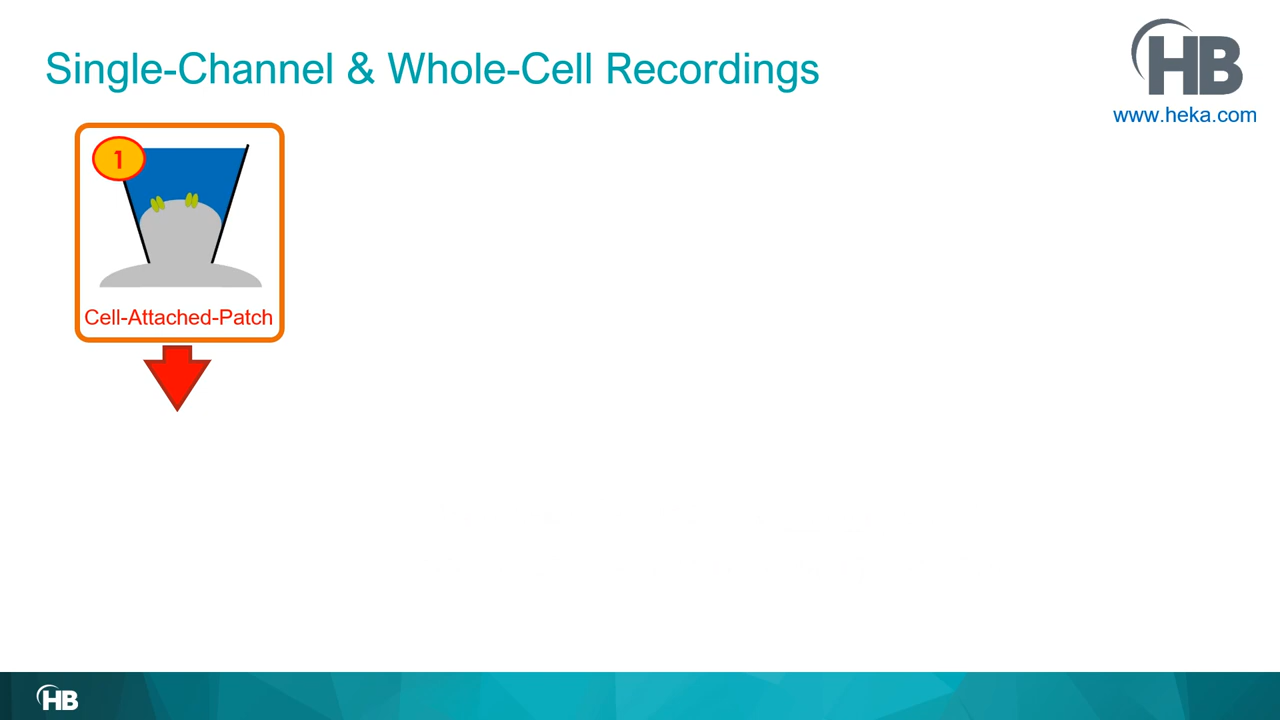 Single-Channel & Whole-Cell Recordings
HB
www.heka.com
1
Cell-Attached-Patch
HB